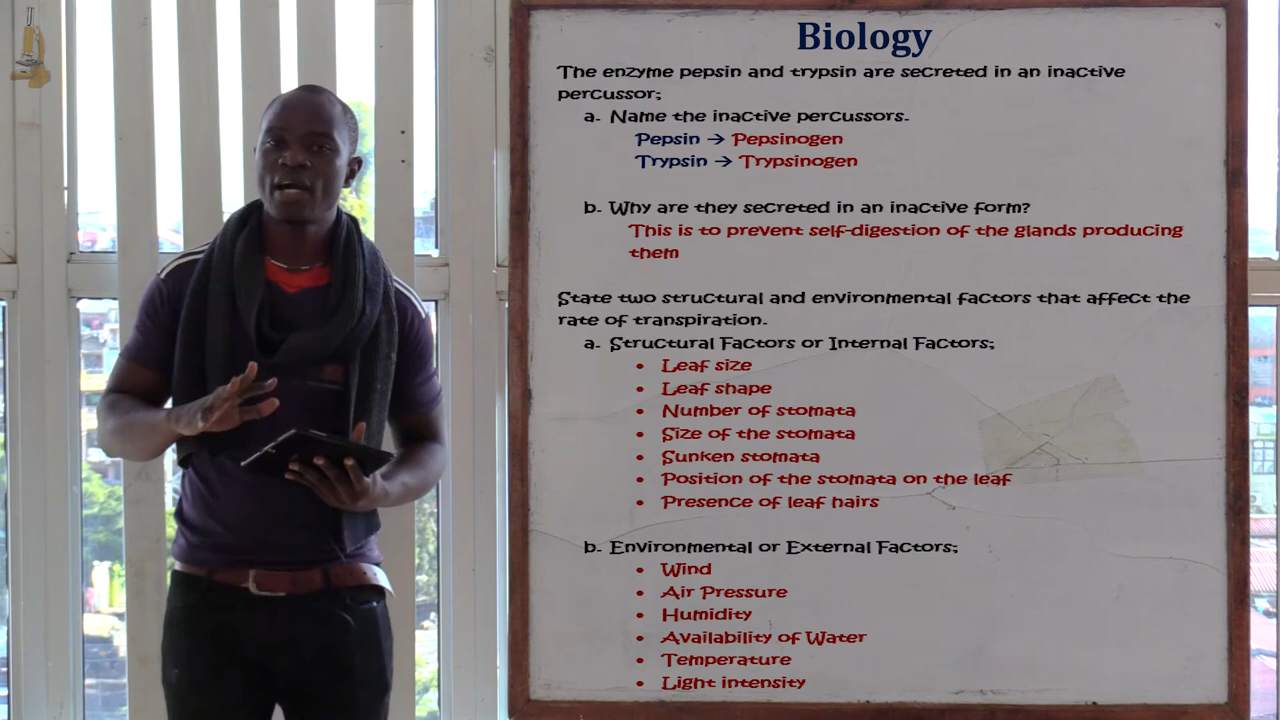 Biology
The enzyme pepsin and trypsin are secreted in an inactive
percussor;
a. Name the inactive percussors.
Pepsin → Pepsinogen
Trypsin → Trypsinogen
b. Why are they secreted in an inactive form?
This is to prevent self-digestion of the glands producing
them
State two structural and environmental factors that affect the
rate of transpiration.
a. Structural Factors or Internal Factors;
• Leaf size
• Leaf shape
• Number of stomata
• Size of the stomata
• Sunken stomata
• Position of the stomata on the leaf
• Presence of leaf hairs
b. Environmental or External Factors;
• Wind
• Air Pressure
• Humidity
• Availability of Water
• Temperature
• Light intensity